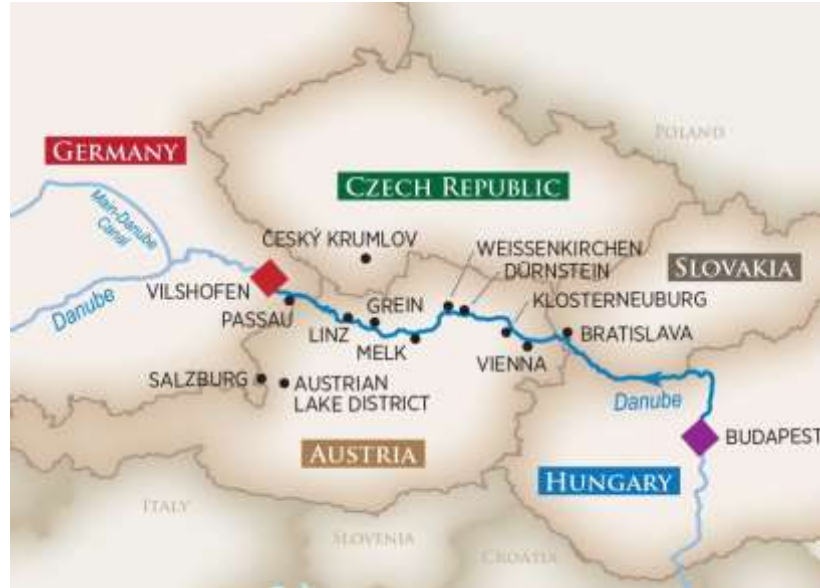 POLAND
GERMANY
CZECH REPUBLIC
Main-Danube
Canal
ČESKÝ KRUMLOV
WEISSENKIRCHEN
DÜRNSTEIN
SLOVAKIA
VILSHOFEN
GREIN
KLOSTERNEUBURG
Danube
PASSAU
LINZ
MELK
VIENNA
BRATISLAVA
SALZBURG
AUSTRIAN
LAKE DISTRICT
Danube
BUDAPEST
AUSTRIA
HUNGARY
ITALY
SLOVENIA
CROATIA